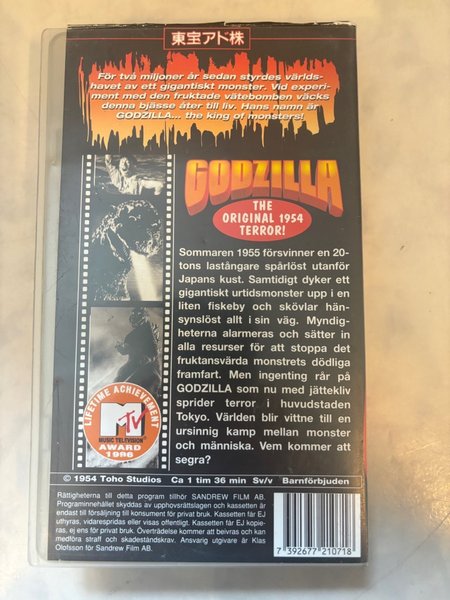 東宝アド株
För två miljoner år sedan styrdes världs-
havet av ett gigantiskt monster. Vid experi-
ment med den fruktade vätebomben väcks
denna bjässe åter till liv. Hans namn är
GODZILLA... the king of monsters!
GODZILLA
THE
ORIGINAL 1954
TERROR!
Sommaren 1955 försvinner en 20-
tons lastångare spårlöst utanför
Japans kust. Samtidigt dyker ett
gigantiskt urtidsmonster upp i en
liten fiskeby och skövlar hän-
synslöst allt i sin väg. Myndig-
heterna alarmeras och sätter in
alla resurser för att stoppa det
fruktansvärda monstrets dödliga
framfart. Men ingenting rår på
GODZILLA som nu med jättekliv
sprider terror i huvudstaden
Tokyo. Världen blir vittne till en
ursinnig kamp mellan monster
och människa. Vem kommer att
segra?
LIFETIME ACHIEVEMENT
MTV
MUSIC TELEVISION
AWARD
1996
© 1954 Toho Studios Ca 1 tim 36 min Sv/v Barnförbjuden
Rättigheterna till detta program tillhör SANDREW FILM AB.
Programinnehållet skyddas av upphovsrättslagen och kassetten är
endast till försäljning till konsument för privat bruk. Kassetten får EJ
uthyras, vidarespridas eller visas offentligt. Kassetten får EJ kopie-
ras, ej ens för privat bruk. Överträdelse kommer att beivras och kan
medföra straff och skadeståndskrav. Ansvarig utgivare är Klas
Olofsson för Sandrew Film AB.
7 392677 210718